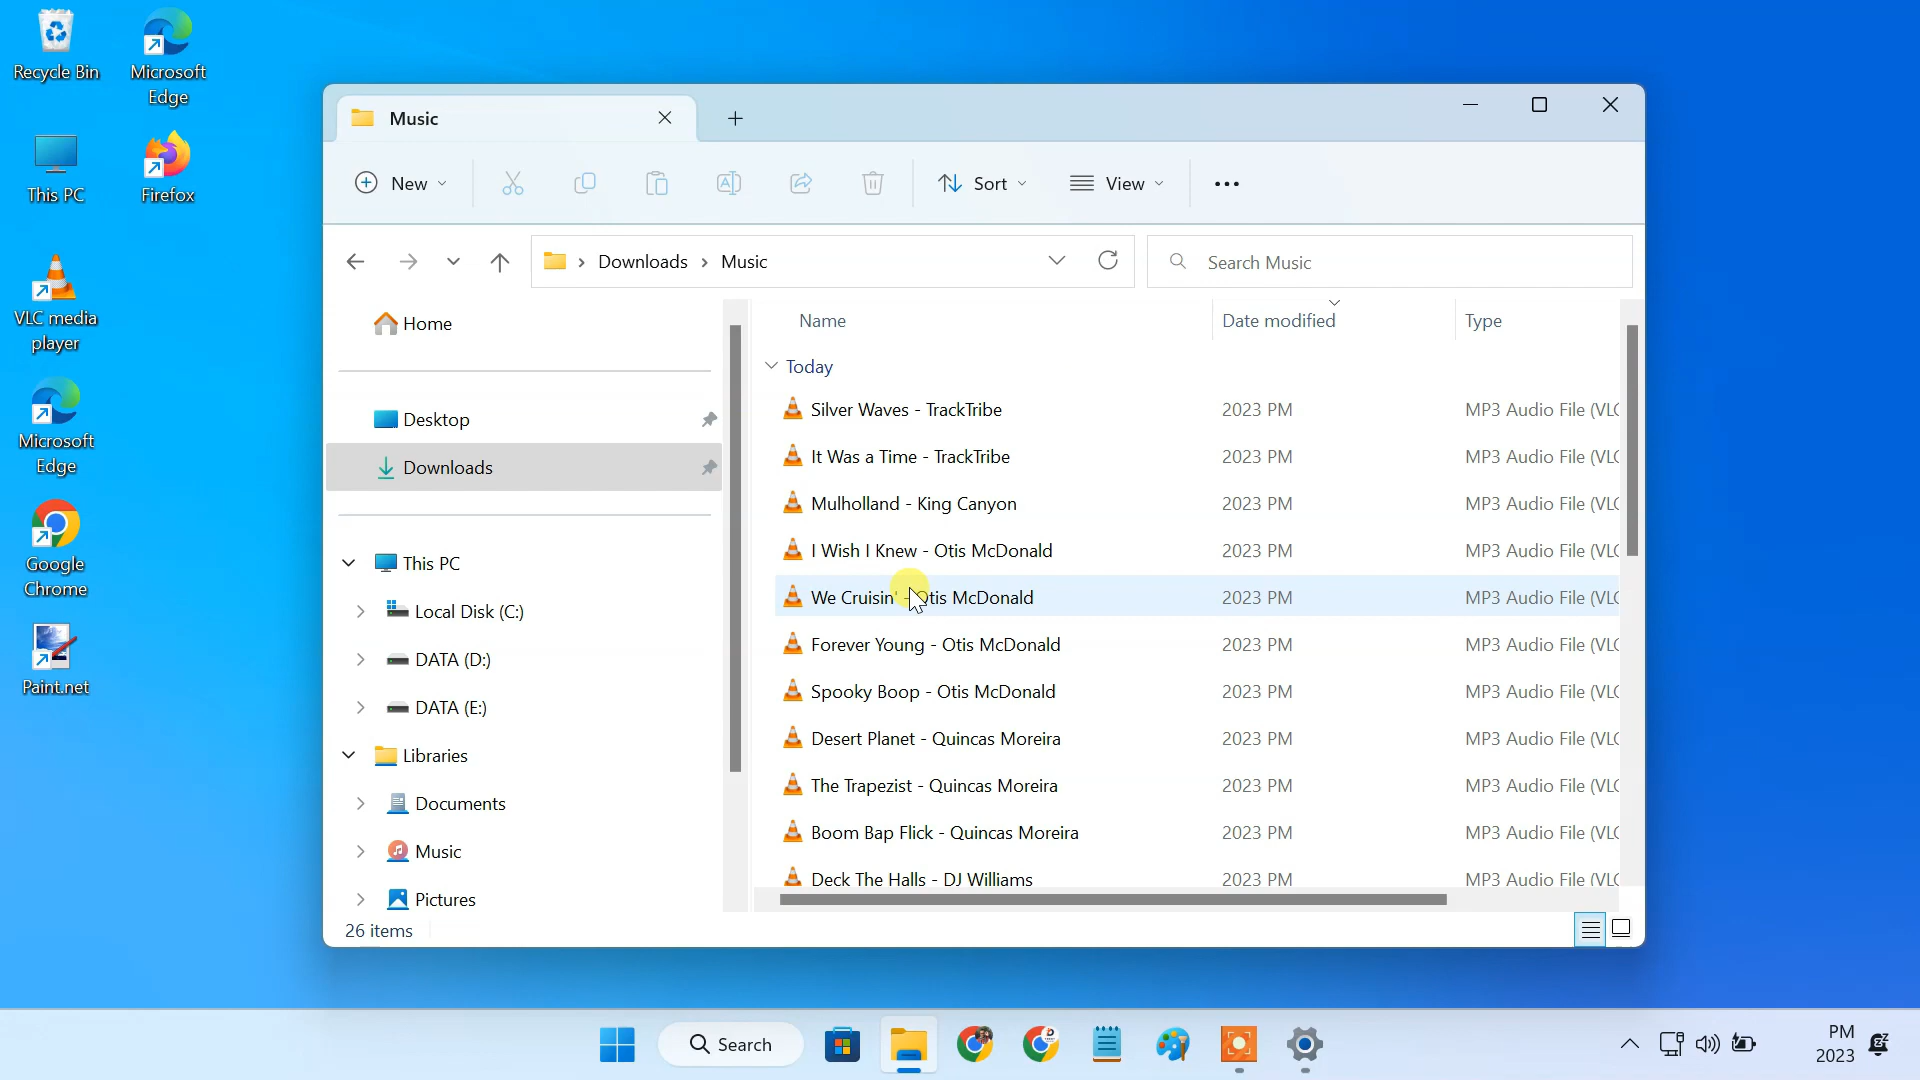 Recycle Bin
Microsoft
Edge
This PC
Firefox
VLC media
player
Microsoft
Edge
Google
Chrome
Paint.net
Music
New
Sort
View
Downloads
Music
Search Music
Home
Desktop
Downloads
This PC
Local Disk (C:)
DATA (D:)
DATA (E:)
Libraries
Documents
Music
Pictures
Name Date modified Type
Today
Silver Waves - TrackTribe 2023 PM MP3 Audio File (VLC
It Was a Time - TrackTribe 2023 PM MP3 Audio File (VLC
Mulholland - King Canyon 2023 PM MP3 Audio File (VLC
I Wish I Knew - Otis McDonald 2023 PM MP3 Audio File (VLC
We Cruisin' - Otis McDonald 2023 PM MP3 Audio File (VLC
Forever Young - Otis McDonald 2023 PM MP3 Audio File (VLC
Spooky Boop - Otis McDonald 2023 PM MP3 Audio File (VLC
Desert Planet - Quincas Moreira 2023 PM MP3 Audio File (VLC
The Trapezist - Quincas Moreira 2023 PM MP3 Audio File (VLC
Boom Bap Flick - Quincas Moreira 2023 PM MP3 Audio File (VLC
Deck The Halls - DJ Williams 2023 PM MP3 Audio File (VLC
26 items
Search
PM
2023